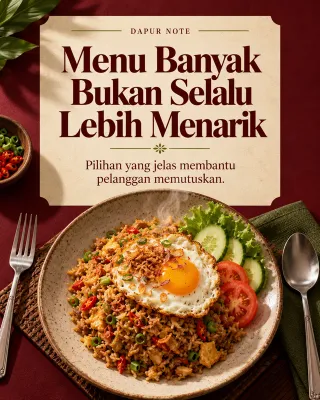 DAPUR NOTE
Menu Banyak
Bukan Selalu
Lebih Menarik
Pilihan yang jelas membantu
pelanggan memutuskan.